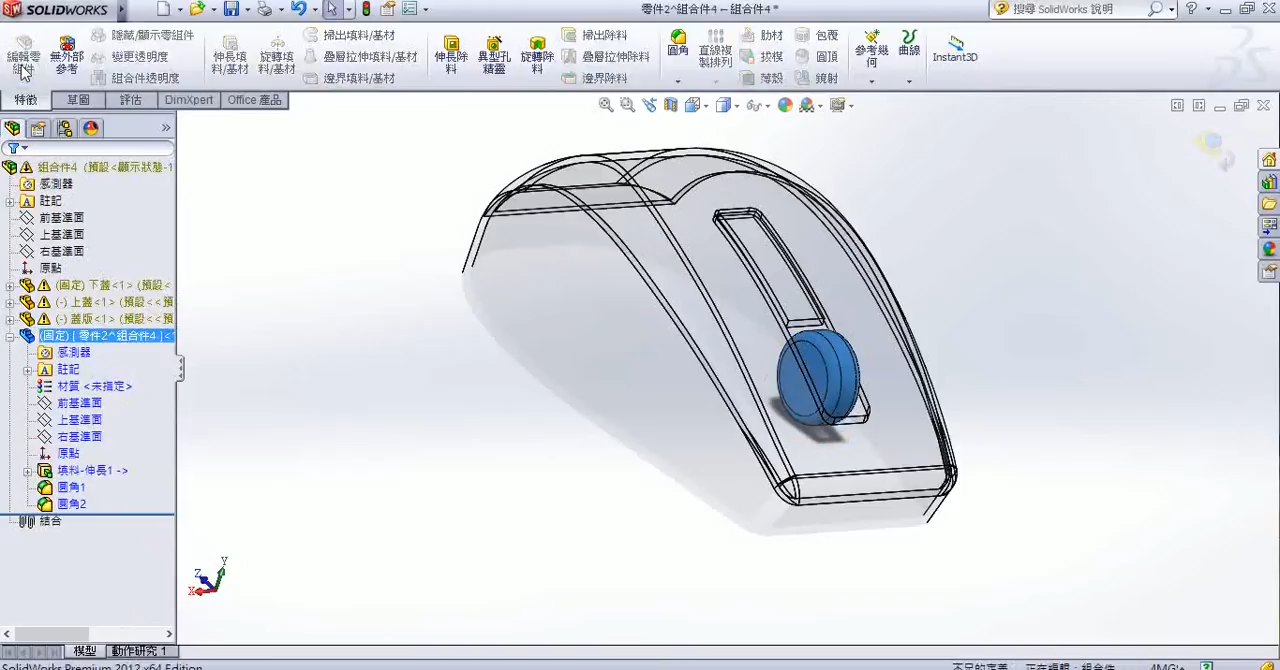 SOLIDWORKS
零件2^組合件4 – 組合件4 *
搜尋 SolidWorks 說明
編輯零組件
無外部參考
隱藏/顯示零組件
變更透明度
組合件透明度
伸長填料/基材
旋轉填料/基材
掃出填料/基材
疊層拉伸填料/基材
邊界填料/基材
伸長除料
異型孔精靈
旋轉除料
掃出除料
疊層拉伸除料
邊界除料
圓角
直線複製排列
肋材
拔模
薄殼
包覆
圓頂
鏡射
參考幾何
曲線
Instant3D
特徵
草圖
評估
DimXpert
Office 產品
組合件4 (預設<顯示狀態-1
感測器
註記
前基準面
上基準面
右基準面
原點
(固定) 下蓋<1> (預設<
(-) 上蓋<1> (預設<<預
(-) 蓋版<1> (預設<<預
(固定) [ 零件2^組合件4 ]<1
感測器
註記
材質 <未指定>
前基準面
上基準面
右基準面
原點
填料-伸長1 ->
圓角1
圓角2
結合
Y
Z
X
模型
動作研究 1
SolidWorks Premium 2012 x64 Edition
不足的定義
正在編輯: 組合件